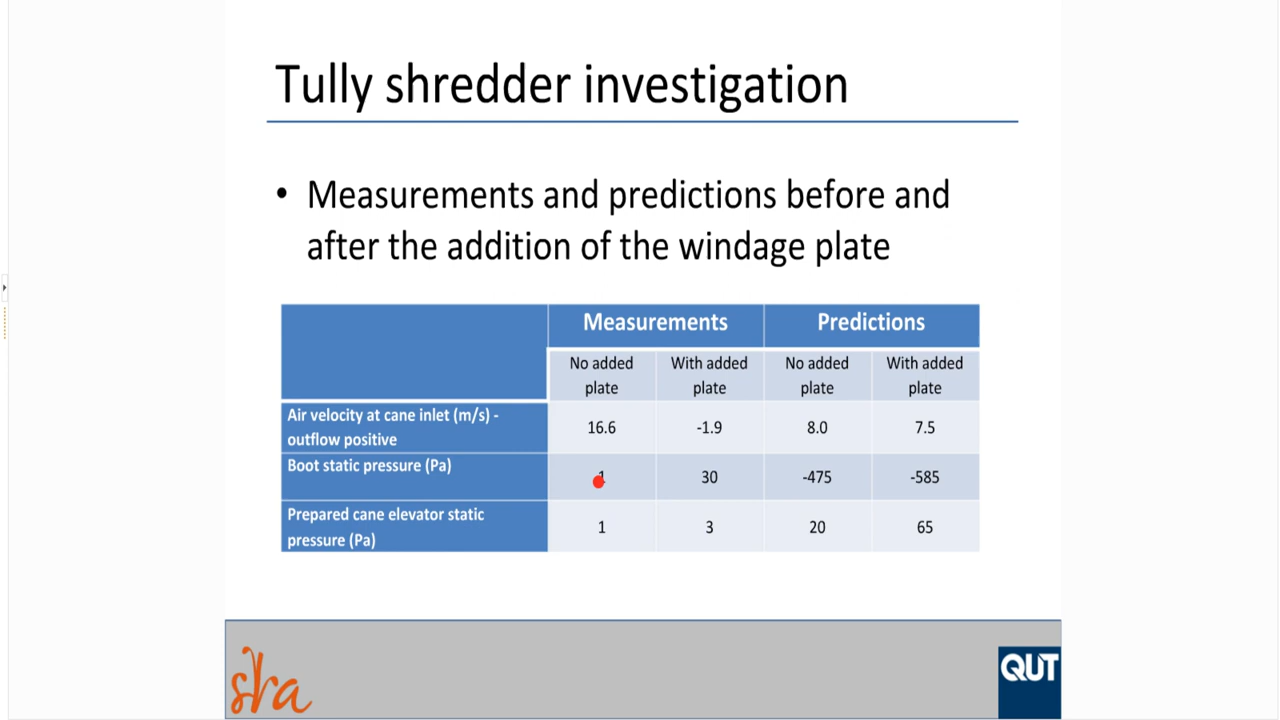 Tully shredder investigation
• Measurements and predictions before and
after the addition of the windage plate
Measurements Predictions
No added plate With added plate No added plate With added plate
Air velocity at cane inlet (m/s) - outflow positive 16.6 -1.9 8.0 7.5
Boot static pressure (Pa) 1 30 -475 -585
Prepared cane elevator static pressure (Pa) 1 3 20 65
sra
QUT